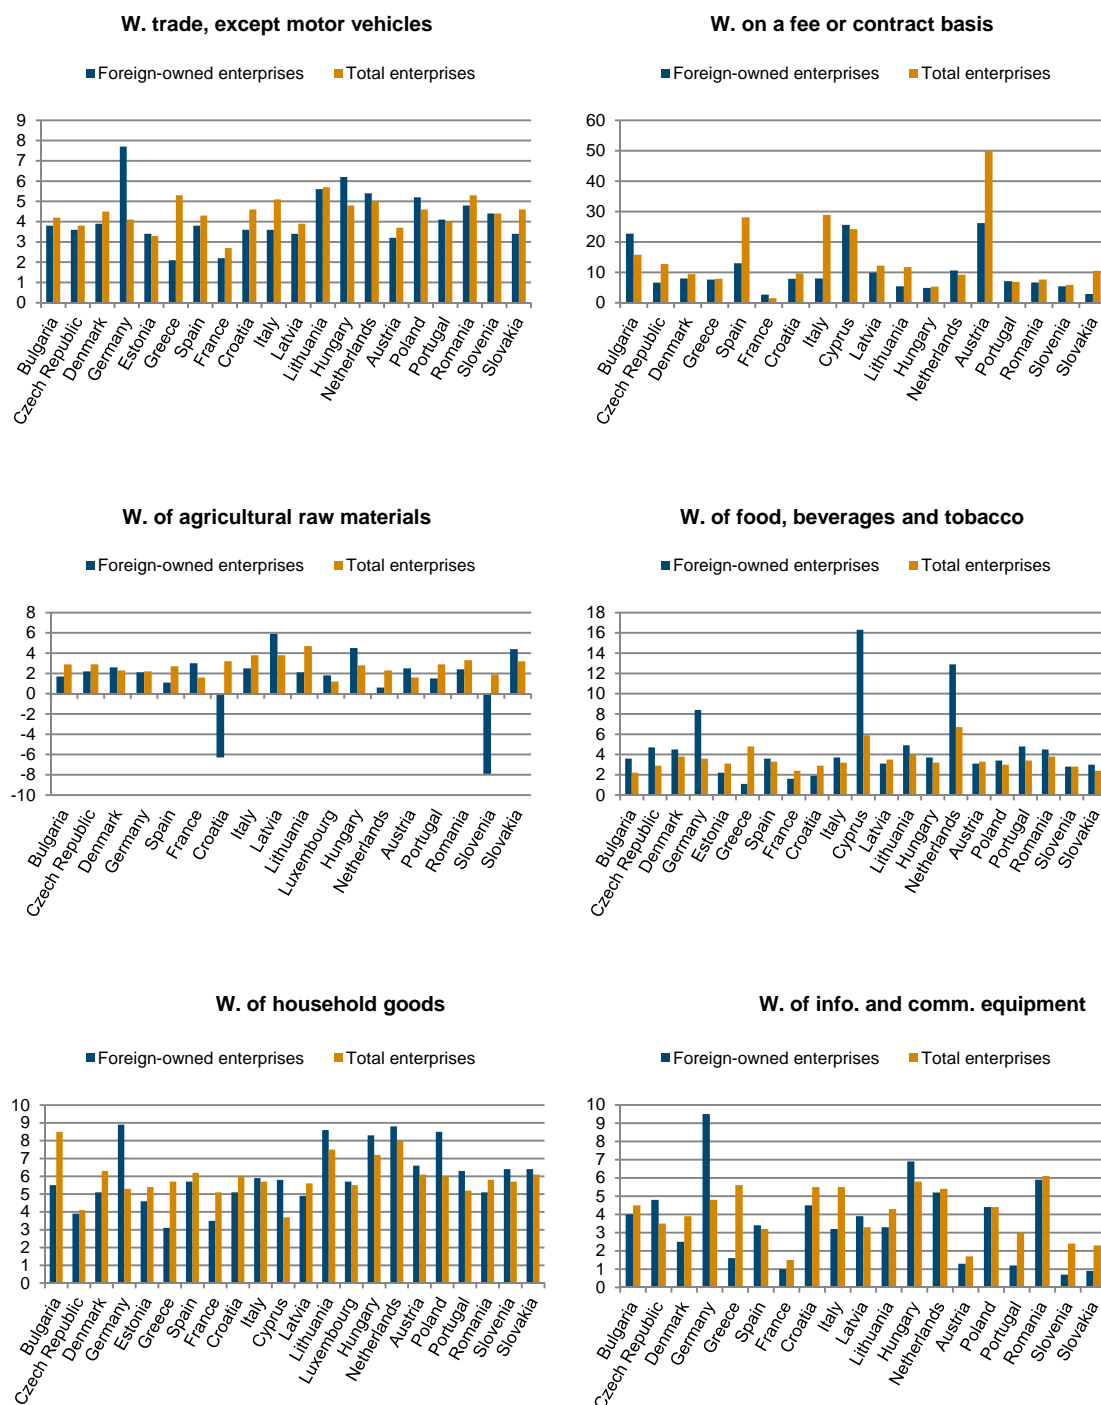 W. trade, except motor vehicles
Foreign-owned enterprises Total enterprises
9
8
7
6
5
4
3
2
1
0
Bulgaria
Czech Republic
Denmark
Germany
Estonia
Greece
Spain
France
Croatia
Italy
Latvia
Lithuania
Hungary
Netherlands
Austria
Poland
Portugal
Romania
Slovenia
Slovakia
W. on a fee or contract basis
Foreign-owned enterprises Total enterprises
60
50
40
30
20
10
0
Bulgaria
Czech Republic
Denmark
Greece
Spain
France
Croatia
Italy
Cyprus
Latvia
Lithuania
Hungary
Netherlands
Austria
Portugal
Romania
Slovenia
Slovakia
W. of agricultural raw materials
Foreign-owned enterprises Total enterprises
8
6
4
2
0
-2
-4
-6
-8
-10
Bulgaria
Czech Republic
Denmark
Germany
Spain
France
Croatia
Italy
Latvia
Lithuania
Luxembourg
Hungary
Netherlands
Austria
Portugal
Romania
Slovenia
Slovakia
W. of food, beverages and tobacco
Foreign-owned enterprises Total enterprises
18
16
14
12
10
8
6
4
2
0
Bulgaria
Czech Republic
Denmark
Germany
Estonia
Greece
Spain
France
Croatia
Italy
Cyprus
Latvia
Lithuania
Hungary
Netherlands
Austria
Poland
Portugal
Romania
Slovenia
Slovakia
W. of household goods
Foreign-owned enterprises Total enterprises
10
9
8
7
6
5
4
3
2
1
0
Bulgaria
Czech Republic
Denmark
Germany
Estonia
Greece
Spain
France
Croatia
Italy
Cyprus
Latvia
Lithuania
Luxembourg
Hungary
Netherlands
Austria
Poland
Portugal
Romania
Slovenia
Slovakia
W. of info. and comm. equipment
Foreign-owned enterprises Total enterprises
10
9
8
7
6
5
4
3
2
1
0
Bulgaria
Czech Republic
Denmark
Germany
Greece
Spain
France
Croatia
Italy
Latvia
Lithuania
Hungary
Netherlands
Austria
Poland
Portugal
Romania
Slovenia
Slovakia